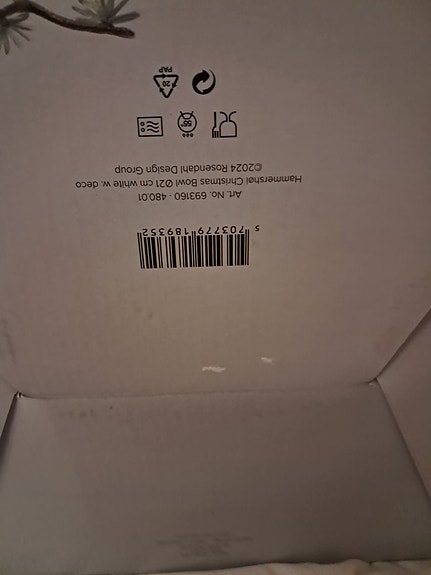 5 703779 189352
Art. No. 693160 - 480.01
Hammershøi Christmas Bowl Ø21 cm white w. deco
©2024 Rosendahl Design Group
55°
20
PAP